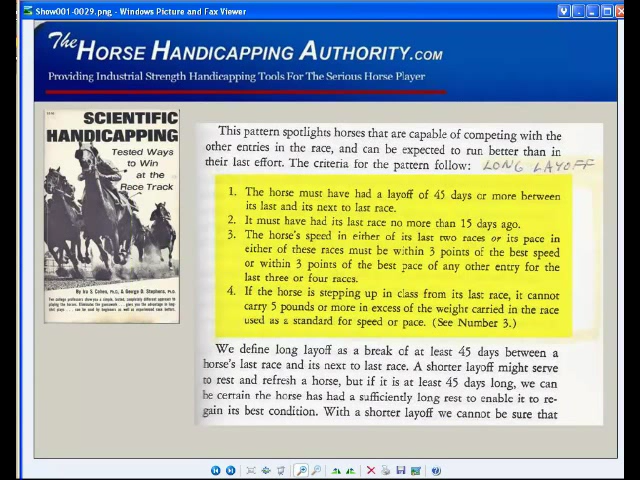 Show001-0029.png - Windows Picture and Fax Viewer
The HORSE HANDICAPPING AUTHORITY.COM
Providing Industrial Strength Handicapping Tools For The Serious Horse Player
SCIENTIFIC
HANDICAPPING
Tested Ways
to Win
at the
Race Track
By Ira S. Cohen, Ph.D., & George D. Stephens, Ph.D.
This pattern spotlights horses that are capable of competing with the
other entries in the race, and can be expected to run better than in
their last effort. The criteria for the pattern follow: LONG LAYOFF
1. The horse must have had a layoff of 45 days or more between
its last and its next to last race.
2. It must have had its last race no more than 15 days ago.
3. The horse's speed in either of its last two races or its pace in
either of these races must be within 3 points of the best speed
or within 3 points of the best pace of any other entry for the
last three or four races.
4. If the horse is stepping up in class from its last race, it cannot
carry 5 pounds or more in excess of the weight carried in the race
used as a standard for speed or pace. (See Number 3.)
We define long layoff as a break of at least 45 days between a
horse's last race and its next to last race. A shorter layoff might serve
to rest and refresh a horse, but if it is at least 45 days long, we can
be certain the horse has had a sufficiently long rest to enable it to re-
gain its best condition. With a shorter layoff we cannot be sure that